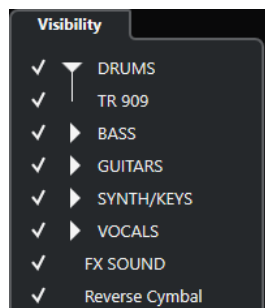 Visibility
DRUMS
TR 909
BASS
GUITARS
SYNTH/KEYS
VOCALS
FX SOUND
Reverse Cymbal